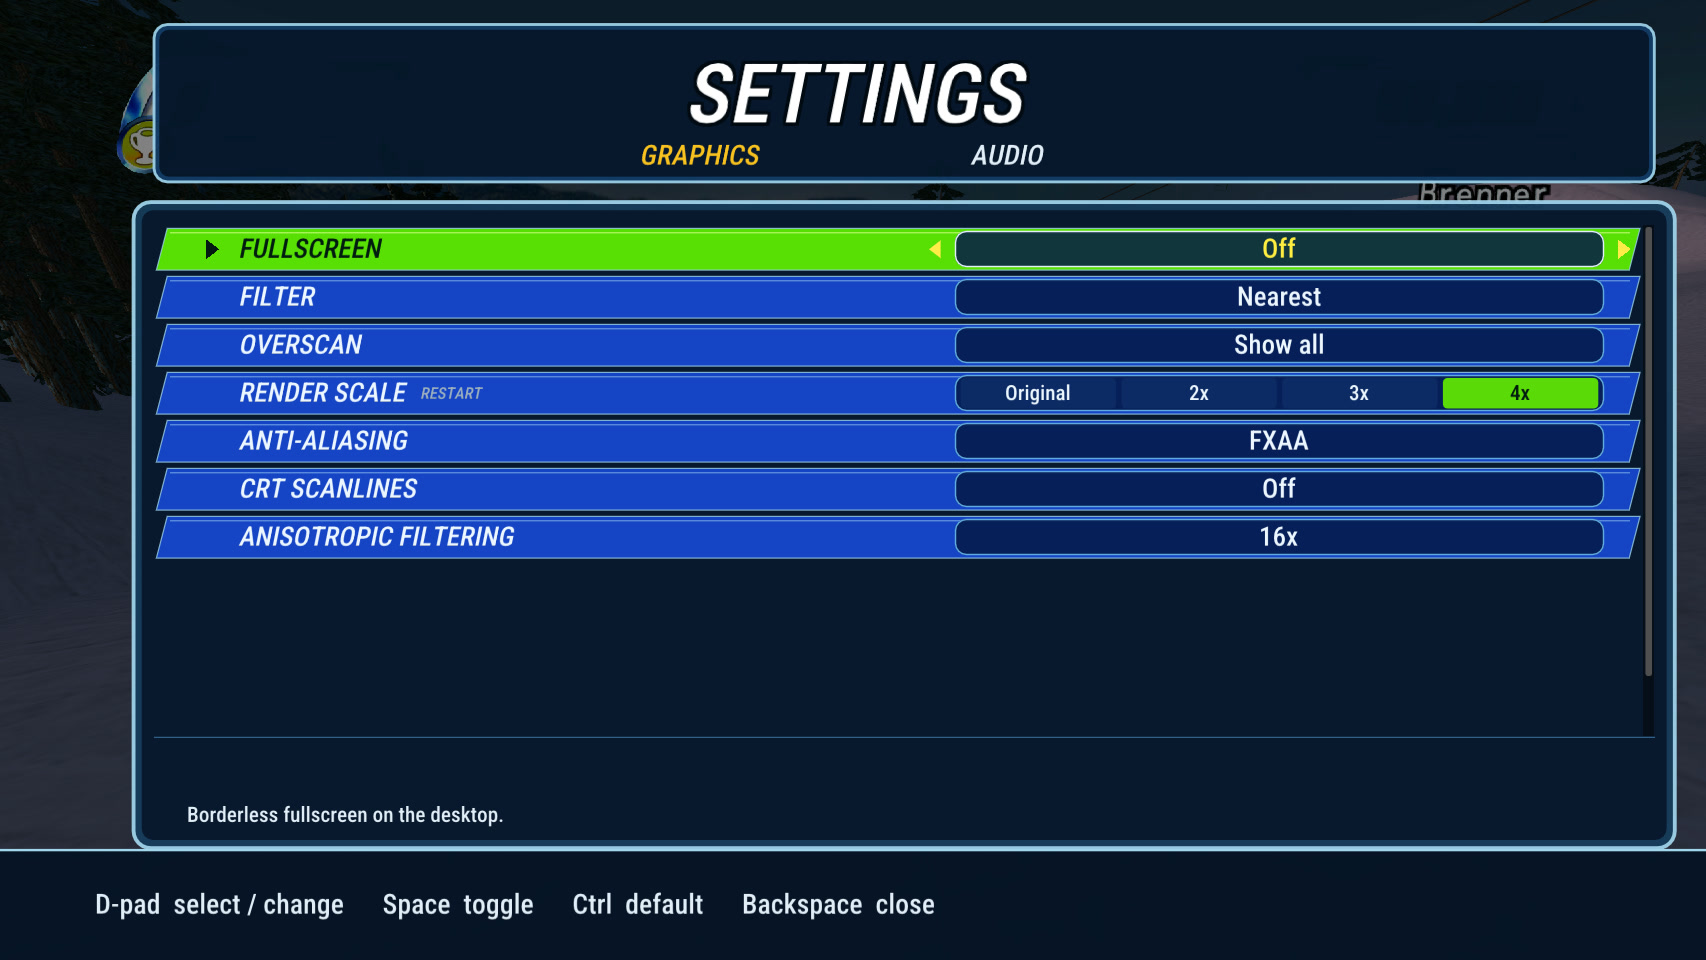 SETTINGS
GRAPHICS AUDIO
Brenner
FULLSCREEN Off
FILTER Nearest
OVERSCAN Show all
RENDER SCALE RESTART Original 2x 3x 4x
ANTI-ALIASING FXAA
CRT SCANLINES Off
ANISOTROPIC FILTERING 16x
Borderless fullscreen on the desktop.
D-pad select / change Space toggle Ctrl default Backspace close